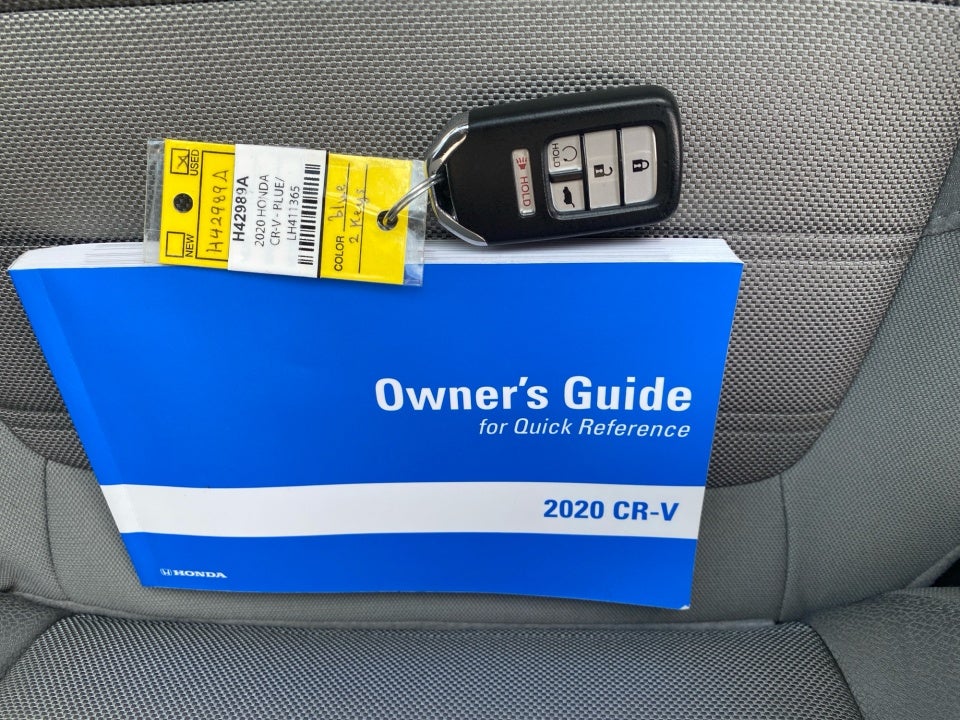 USED
NEW
H42989A
H42989A
2020 HONDA
CR-V - PLUE/
LH411365
COLOR blue
2 Keys
HOLD
HOLD
Owner's Guide
for Quick Reference
2020 CR-V
HONDA